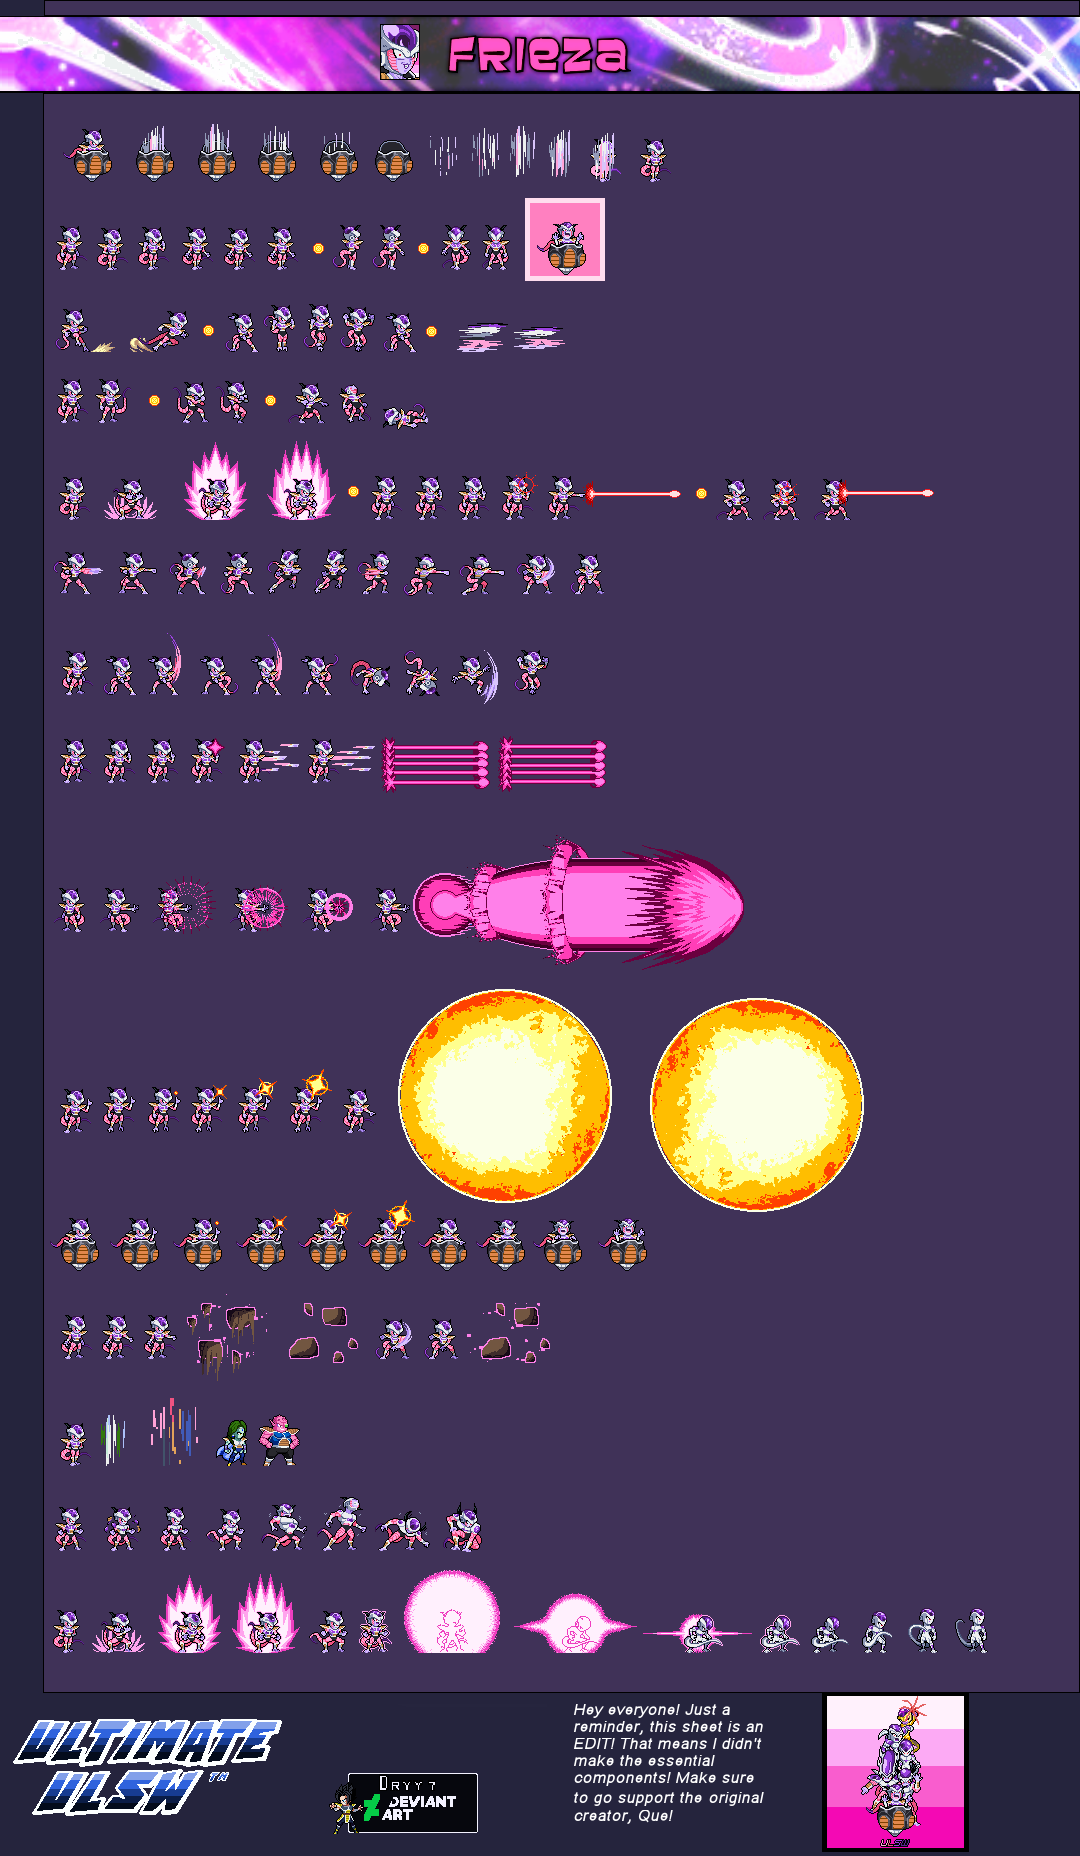 FRIEZA
ULTIMATE
ULSW TM
DRYY7
DEVIANT
ART
Hey everyone! Just a
reminder, this sheet is an
EDIT! That means I didn't
make the essential
components! Make sure
to go support the original
creator, Que!
ULSW